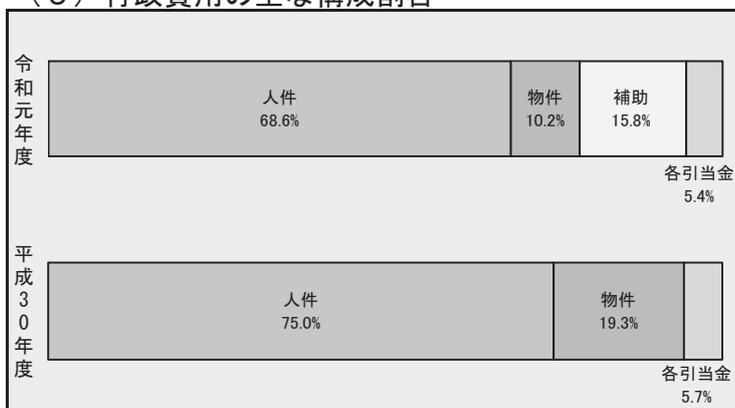 行政費用の主な構成割合
令和元年度
人件
68.6%
物件
10.2%
補助
15.8%
各引当金
5.4%
平成30年度
人件
75.0%
物件
19.3%
各引当金
5.7%